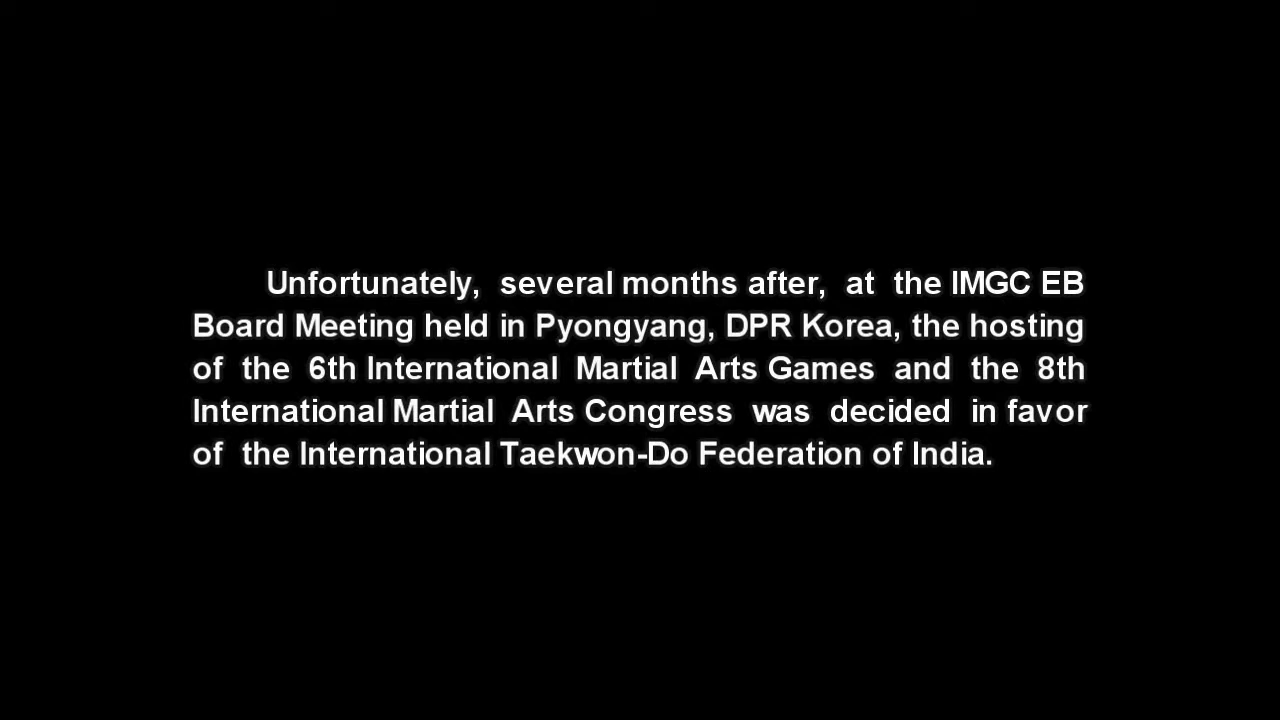 Unfortunately, several months after, at the IMGC EB
Board Meeting held in Pyongyang, DPR Korea, the hosting
of the 6th International Martial Arts Games and the 8th
International Martial Arts Congress was decided in favor
of the International Taekwon-Do Federation of India.